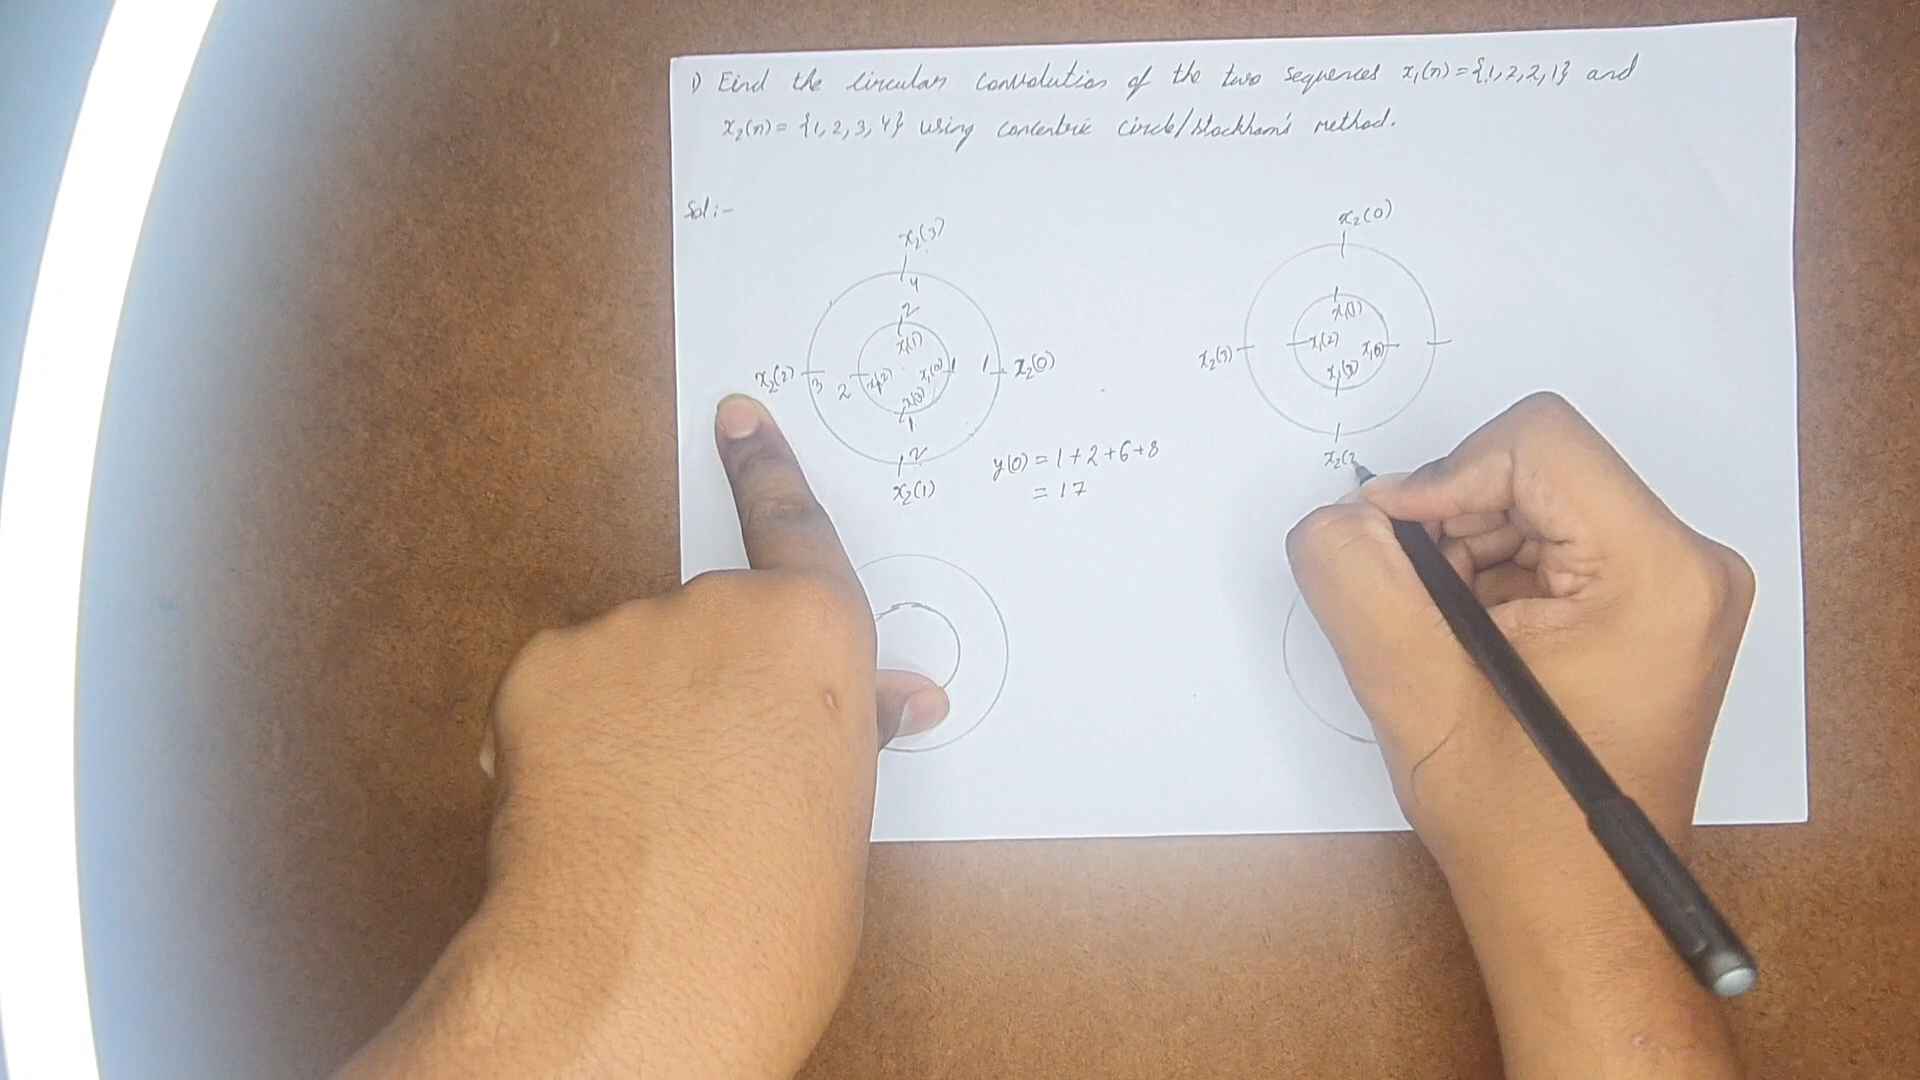 1) Find the circular convolution of the two sequences x₁(n)={1,2,2,1} and
x₂(n)= {1,2,3,4} using concentric circle/stockham's method.
Sol:-
x₂(3)
4
2
x₁(1)
x₂(2) 3 2 x₁(2) x₁(0) 1 1 x₂(0)
x₁(3)
1
2
x₂(1)
y(0) = 1+2+6+8
= 17
x₂(0)
x₁(1)
x₂(3) x₁(2) x₁(0)
x₁(3)
x₂(2